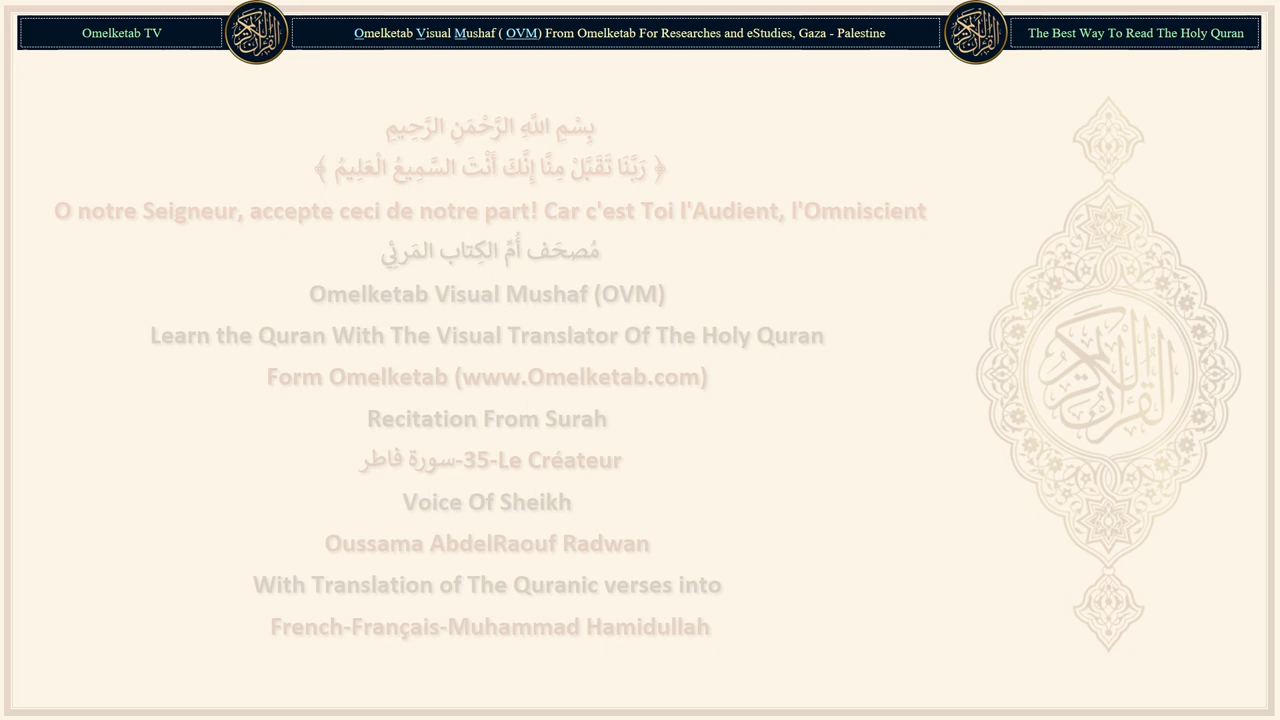 Omelketab TV
Omelketab Visual Mushaf ( OVM) From Omelketab For Researches and eStudies, Gaza - Palestine
The Best Way To Read The Holy Quran
بِسْمِ اللَّهِ الرَّحْمَنِ الرَّحِيمِ
﴿ رَبَّنَا تَقَبَّلْ مِنَّا إِنَّكَ أَنْتَ السَّمِيعُ الْعَلِيمُ ﴾
O notre Seigneur, accepte ceci de notre part! Car c'est Toi l'Audient, l'Omniscient
مُصحَف أُمِّ الكِتاب المَرئِي
Omelketab Visual Mushaf (OVM)
Learn the Quran With The Visual Translator Of The Holy Quran
Form Omelketab (www.Omelketab.com)
Recitation From Surah
سورة فاطر-35-Le Créateur
Voice Of Sheikh
Oussama AbdelRaouf Radwan
With Translation of The Quranic verses into
French-Français-Muhammad Hamidullah
القرآن الكريم